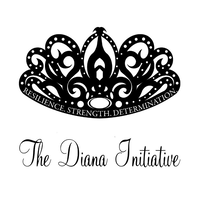 RESILIENCE. STRENGTH. DETERMINATION
The Diana Initiative